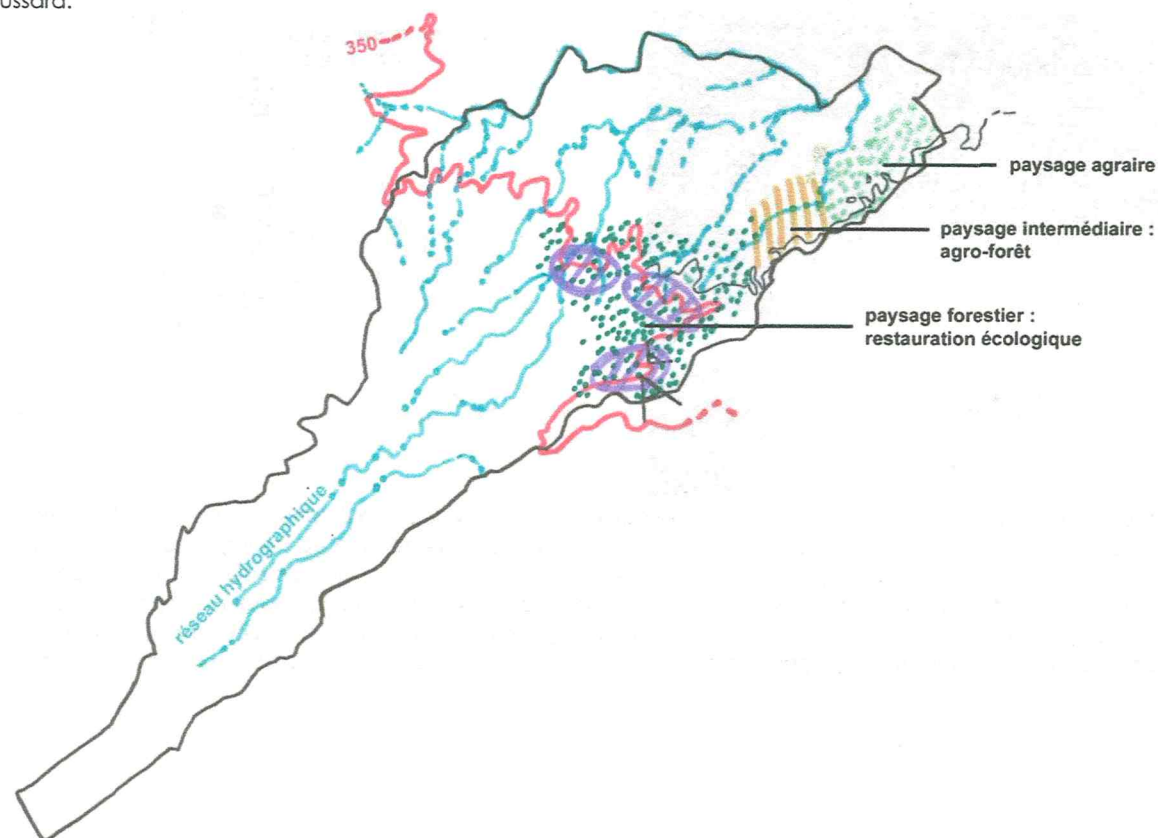 350
paysage agraire
paysage intermédiaire :
agro-forêt
paysage forestier :
restauration écologique
réseau hydrographique